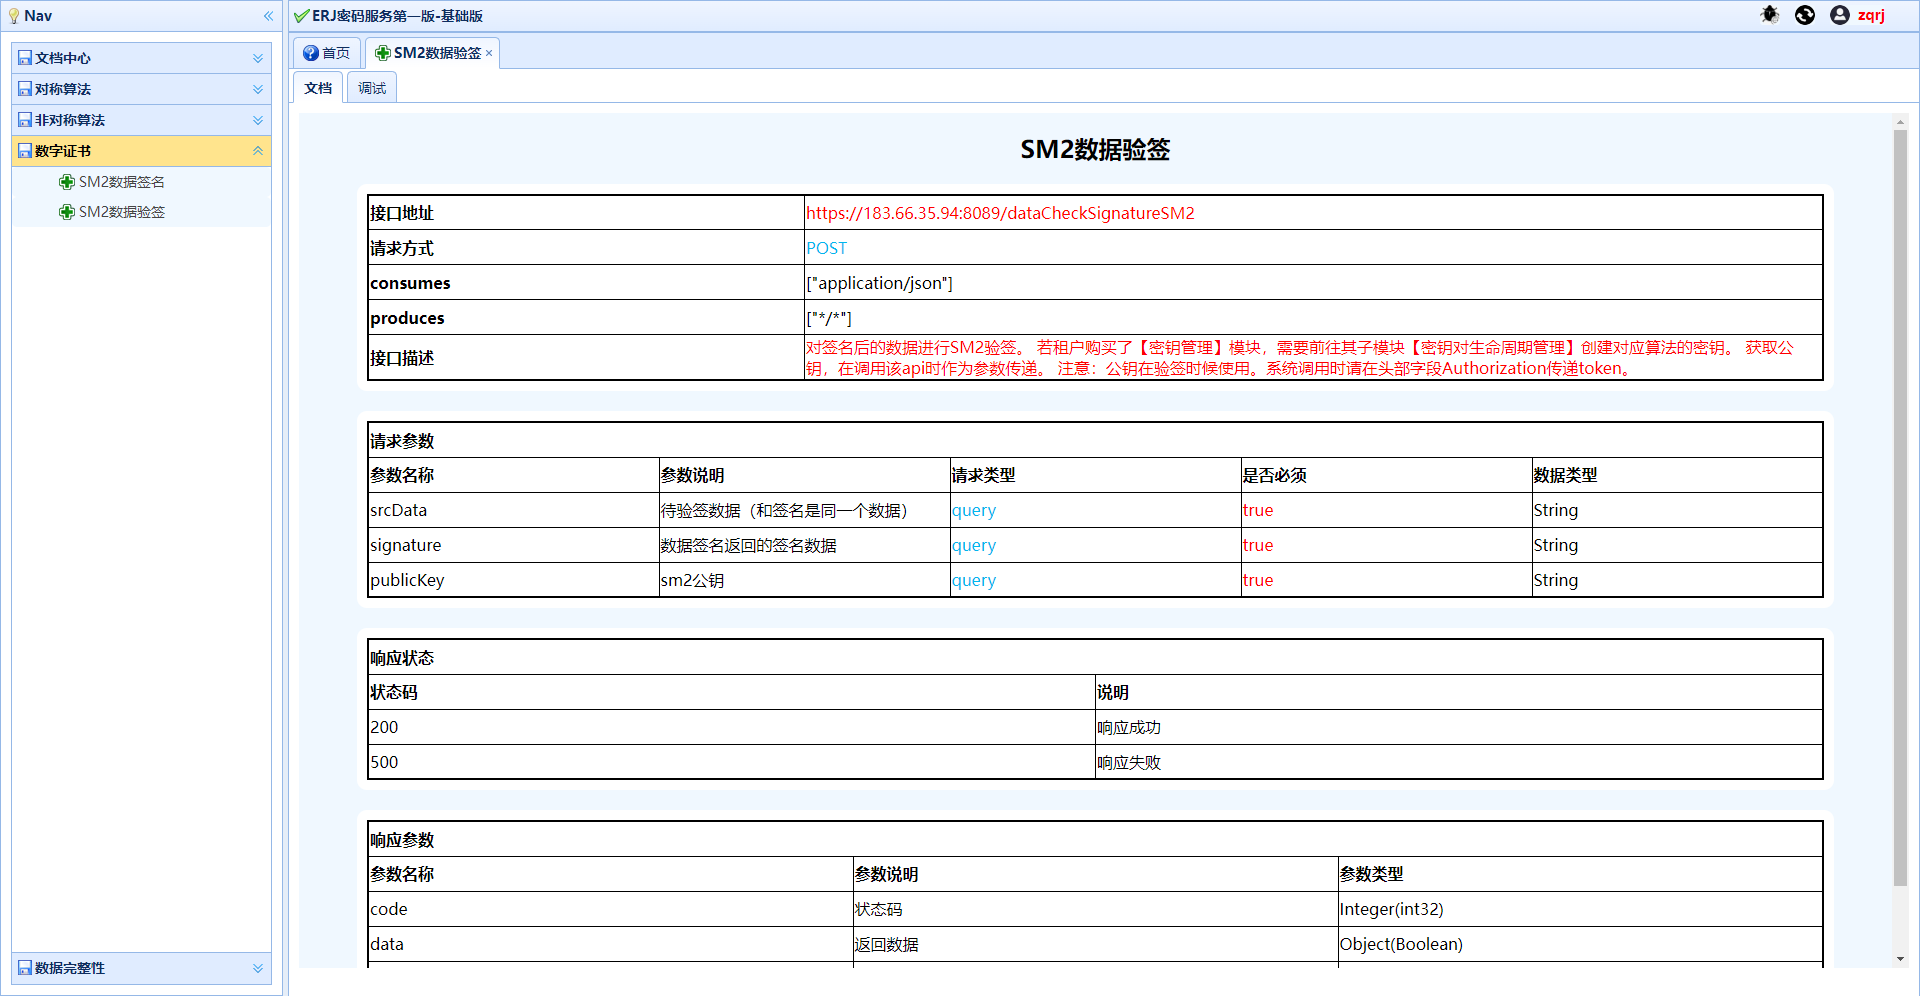 Nav
文档中心
对称算法
非对称算法
数字证书
SM2数据签名
SM2数据验签
数据完整性
ERJ密码服务第一版-基础版
zqrj
首页
SM2数据验签
文档
调试
SM2数据验签
接口地址 https://183.66.35.94:8089/dataCheckSignatureSM2
请求方式 POST
consumes ["application/json"]
produces ["*/*"]
接口描述
对签名后的数据进行SM2验签。 若租户购买了【密钥管理】模块，需要前往其子模块【密钥对生命周期管理】创建对应算法的密钥。 获取公
钥，在调用该api时作为参数传递。 注意：公钥在验签时候使用。系统调用时请在头部字段Authorization传递token。
请求参数
参数名称 参数说明 请求类型 是否必须 数据类型
srcData 待验签数据（和签名是同一个数据） query true String
signature 数据签名返回的签名数据 query true String
publicKey sm2公钥 query true String
响应状态
状态码 说明
200 响应成功
500 响应失败
响应参数
参数名称 参数说明 参数类型
code 状态码 Integer(int32)
data 返回数据 Object(Boolean)